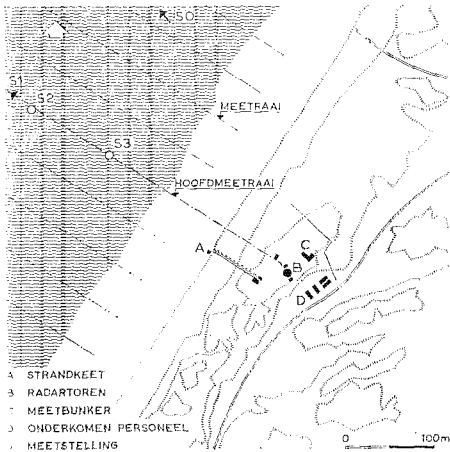 S0
S1
S2
S3
MEETRAAI
HOOFDMEETRAAI
A
C
B
D
A STRANDKEET
B RADARTOREN
C MEETBUNKER
D ONDERKOMEN PERSONEEL
MEETSTELLING
0 100m